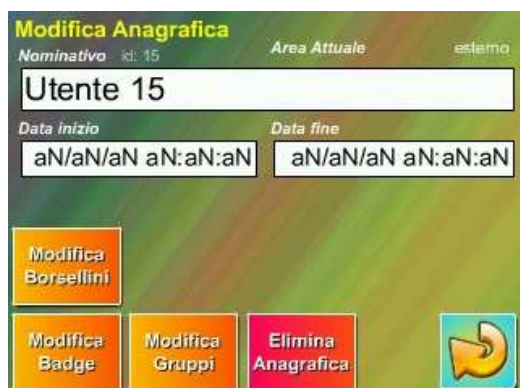 Modifica Anagrafica
Nominativo id: 15 Area Attuale esterno
Utente 15
Data inizio Data fine
aN/aN/aN aN:aN:aN aN/aN/aN aN:aN:aN
Modifica
Borsellini
Modifica Modifica Elimina
Badge Gruppi Anagrafica